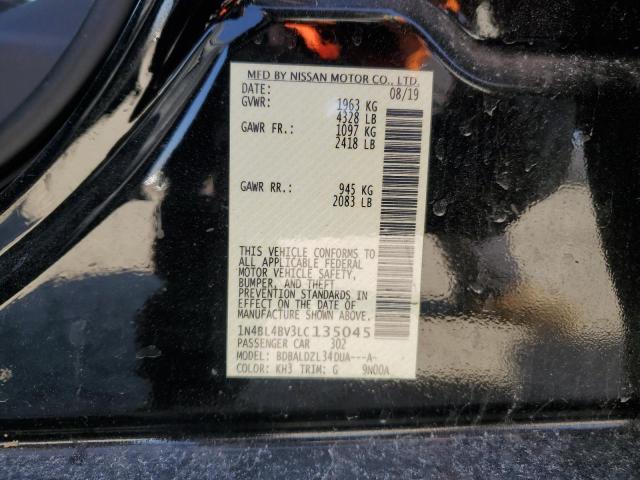 MFD BY NISSAN MOTOR CO., LTD.
DATE: 08/19
GVWR: 1963 KG
4328 LB
GAWR FR.: 1097 KG
2418 LB
GAWR RR.: 945 KG
2083 LB
THIS VEHICLE CONFORMS TO
ALL APPLICABLE FEDERAL
MOTOR VEHICLE SAFETY,
BUMPER, AND THEFT
PREVENTION STANDARDS IN
EFFECT ON THE DATE OF
MANUFACTURE SHOWN ABOVE.
1N4BL4BV3LC135045
PASSENGER CAR 302
MODEL: BDBALDZL34DUA---A-
COLOR: KH3 TRIM: G 9N00A